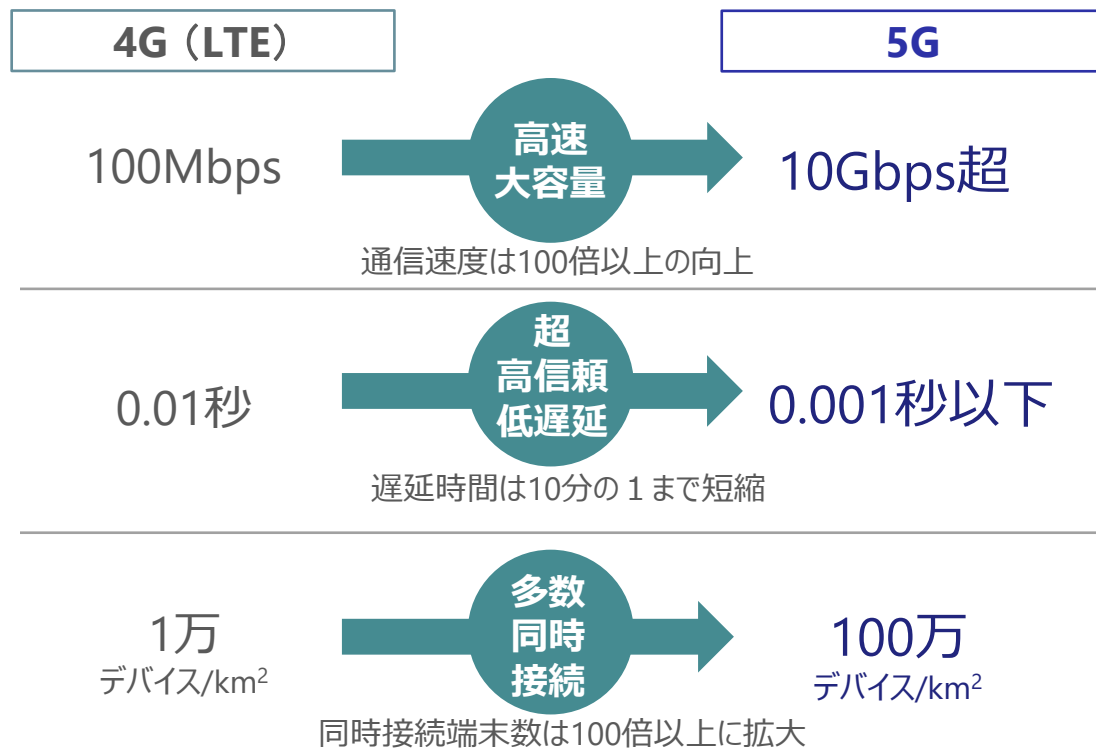 4G（LTE）
5G
100Mbps
高速
大容量
10Gbps超
通信速度は100倍以上の向上
0.01秒
超
高信頼
低遅延
0.001秒以下
遅延時間は10分の１まで短縮
1万
デバイス/km²
多数
同時
接続
100万
デバイス/km²
同時接続端末数は100倍以上に拡大